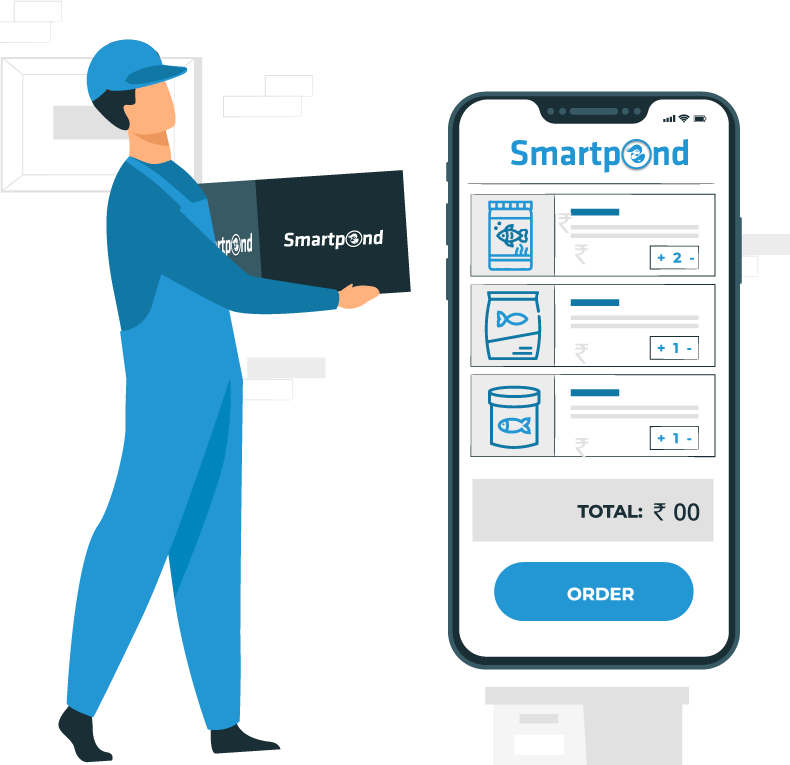 Smartpond
rtpond
Smartpond
₹
₹
+ 2 -
₹
+ 1 -
₹
+ 1 -
TOTAL: ₹ 00
ORDER